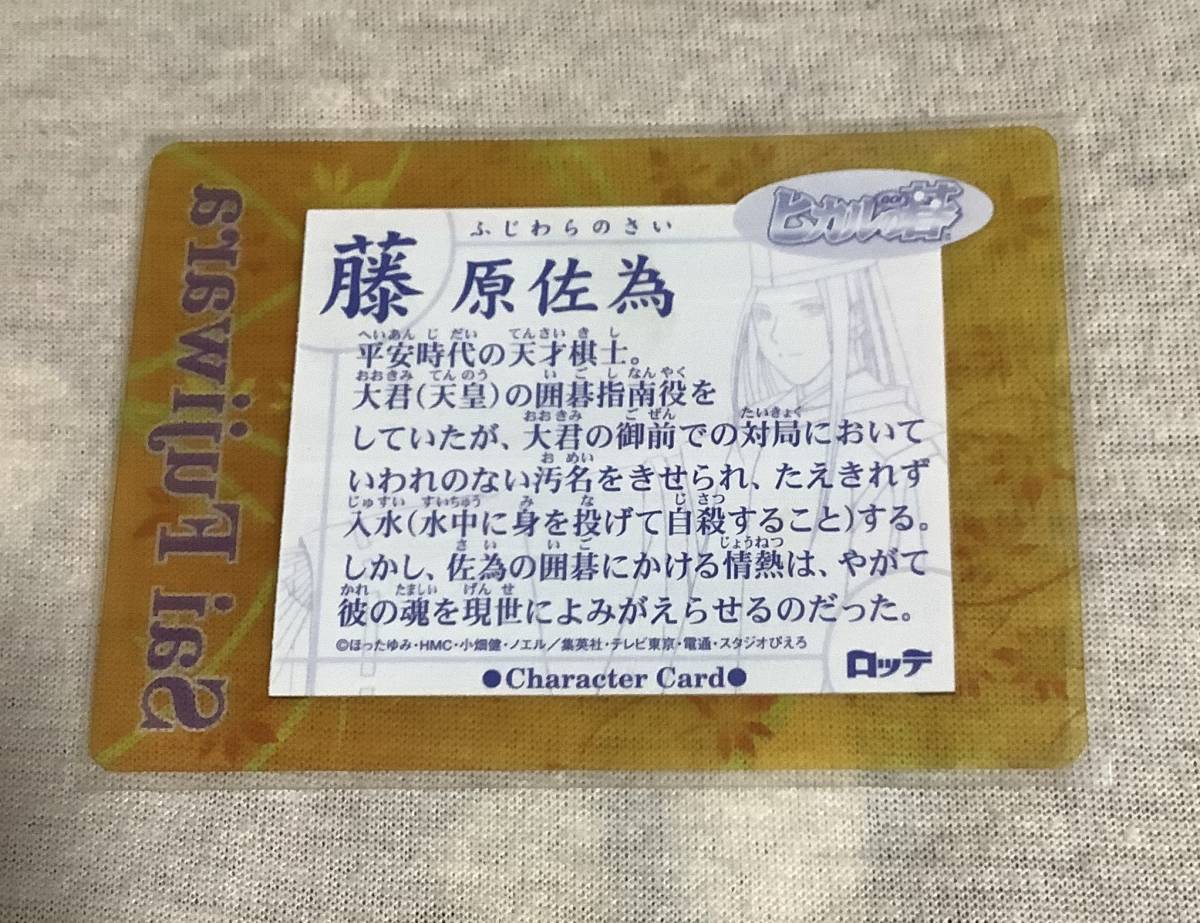 ヒカルの碁
ふじわらのさい
藤原佐為
へいあんじだい てんさいきし
平安時代の天才棋士。
おおきみ てんのう いごしなんやく
大君(天皇)の囲碁指南役を
おおきみ ごぜん たいきょく
していたが、大君の御前での対局において
おめい
いわれのない汚名をきせられ、たえきれず
じゅすい すいちゅう み な じさつ
入水(水中に身を投げて自殺すること)する。
さい いご じょうねつ
しかし、佐為の囲碁にかける情熱は、やがて
かれ たましい げんせ
彼の魂を現世によみがえらせるのだった。
©ほったゆみ・HMC・小畑健・ノエル/集英社・テレビ東京・電通・スタジオぴえろ
●Character Card●
ロッテ
Sai Fujiwara